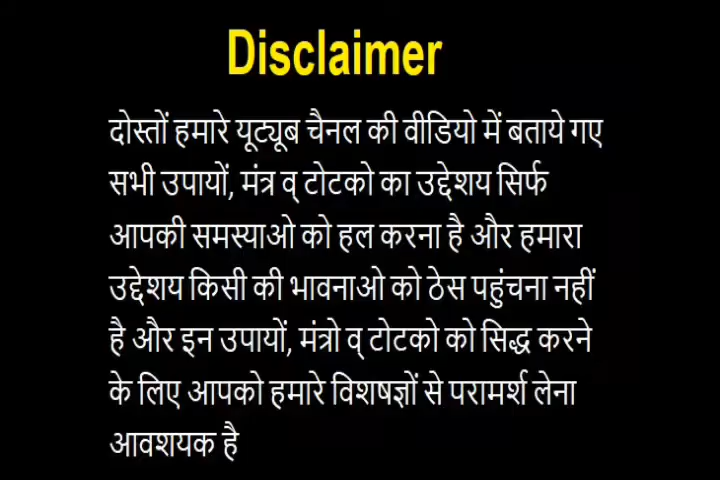 Disclaimer
दोस्तों हमारे यूट्यूब चैनल की वीडियो में बताये गए
सभी उपायों, मंत्र व् टोटको का उद्देशय सिर्फ
आपकी समस्याओ को हल करना है और हमारा
उद्देशय किसी की भावनाओ को ठेस पहुंचना नहीं
है और इन उपायों, मंत्रो व् टोटको को सिद्ध करने
के लिए आपको हमारे विशषज्ञों से परामर्श लेना
आवशयक है